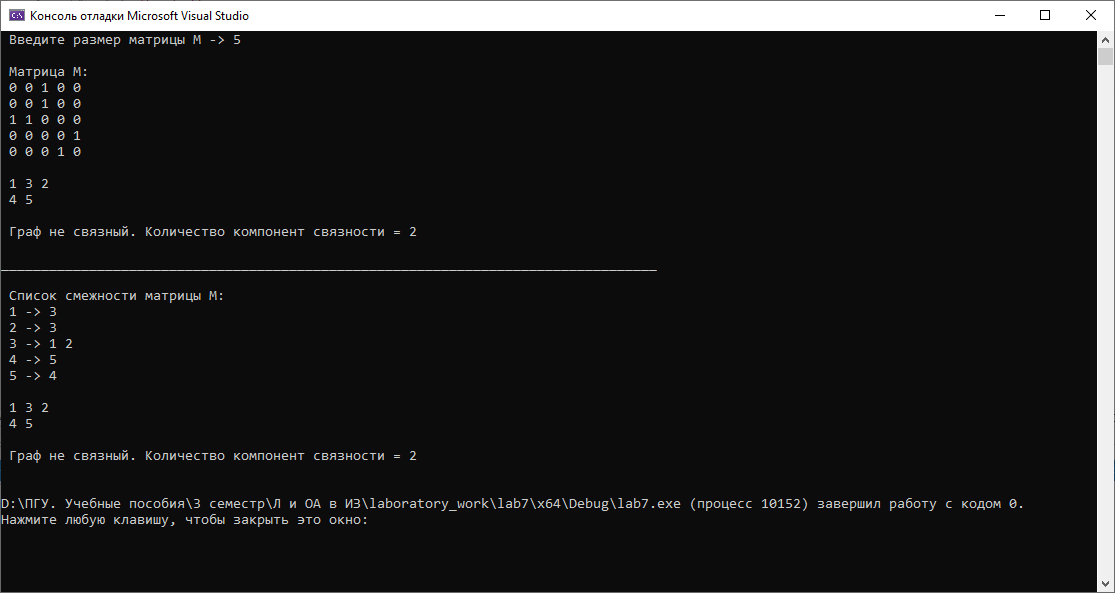 Консоль отладки Microsoft Visual Studio
Введите размер матрицы M -> 5
Матрица M:
0 0 1 0 0
0 0 1 0 0
1 1 0 0 0
0 0 0 0 1
0 0 0 1 0
1 3 2
4 5
Граф не связный. Количество компонент связности = 2
Список смежности матрицы M:
1 -> 3
2 -> 3
3 -> 1 2
4 -> 5
5 -> 4
1 3 2
4 5
Граф не связный. Количество компонент связности = 2
D:\ПГУ. Учебные пособия\3 семестр\Л и ОА в ИЗ\laboratory_work\lab7\x64\Debug\lab7.exe (процесс 10152) завершил работу с кодом 0.
Нажмите любую клавишу, чтобы закрыть это окно: